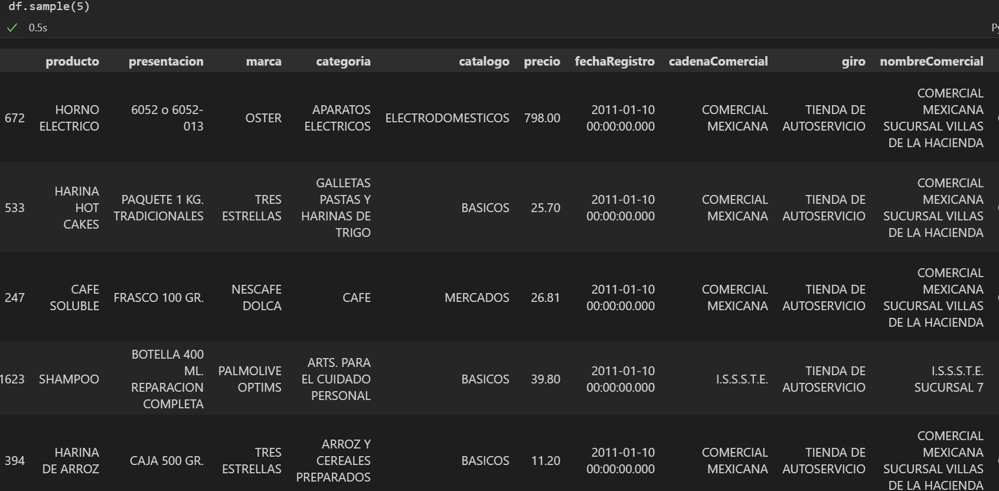 df.sample(5)
0.5s
producto presentacion marca categoria catalogo precio fechaRegistro cadenaComercial giro nombreComercial
672 HORNO ELECTRICO 6052 o 6052-013 OSTER APARATOS ELECTRICOS ELECTRODOMESTICOS 798.00 2011-01-10 00:00:00.000 COMERCIAL MEXICANA TIENDA DE AUTOSERVICIO COMERCIAL MEXICANA SUCURSAL VILLAS DE LA HACIENDA
533 HARINA HOT CAKES PAQUETE 1 KG. TRADICIONALES TRES ESTRELLAS GALLETAS PASTAS Y HARINAS DE TRIGO BASICOS 25.70 2011-01-10 00:00:00.000 COMERCIAL MEXICANA TIENDA DE AUTOSERVICIO COMERCIAL MEXICANA SUCURSAL VILLAS DE LA HACIENDA
247 CAFE SOLUBLE FRASCO 100 GR. NESCAFE DOLCA CAFE MERCADOS 26.81 2011-01-10 00:00:00.000 COMERCIAL MEXICANA TIENDA DE AUTOSERVICIO COMERCIAL MEXICANA SUCURSAL VILLAS DE LA HACIENDA
1623 SHAMPOO BOTELLA 400 ML. REPARACION COMPLETA PALMOLIVE OPTIMS ARTS. PARA EL CUIDADO PERSONAL BASICOS 39.80 2011-01-10 00:00:00.000 I.S.S.S.T.E. TIENDA DE AUTOSERVICIO I.S.S.S.T.E. SUCURSAL 7
394 HARINA DE ARROZ CAJA 500 GR. TRES ESTRELLAS ARROZ Y CEREALES PREPARADOS BASICOS 11.20 2011-01-10 00:00:00.000 COMERCIAL MEXICANA TIENDA DE AUTOSERVICIO COMERCIAL MEXICANA SUCURSAL VILLAS DE LA HACIENDA